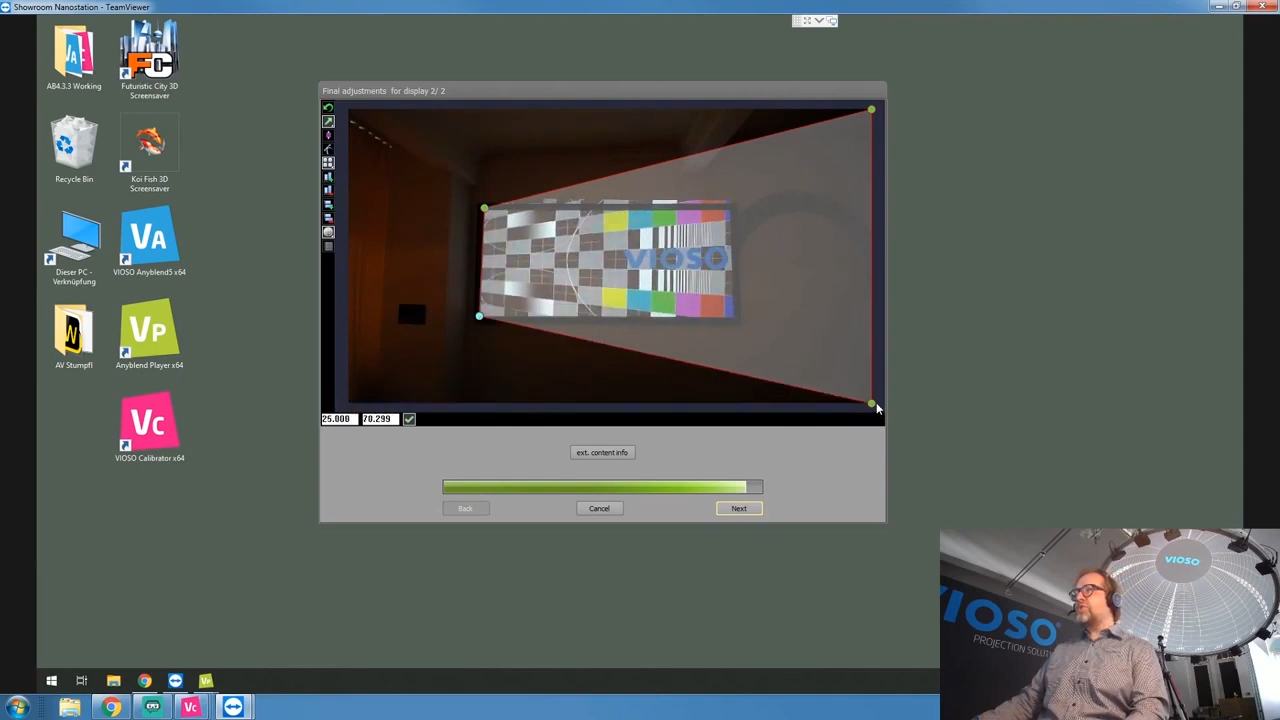 Showroom Nanostation - TeamViewer
AB4.3.3 Working
Futuristic City 3D
Screensaver
Recycle Bin
Koi Fish 3D
Screensaver
Dieser PC -
Verknüpfung
VIOSO Anyblend5 x64
AV Stumpfl
Anyblend Player x64
VIOSO Calibrator x64
Final adjustments for display 2/ 2
VIOSO
25.000
70.299
ext. content info
Back
Cancel
Next
VIOSO
VIOSO
PROJECTION SOLUTI